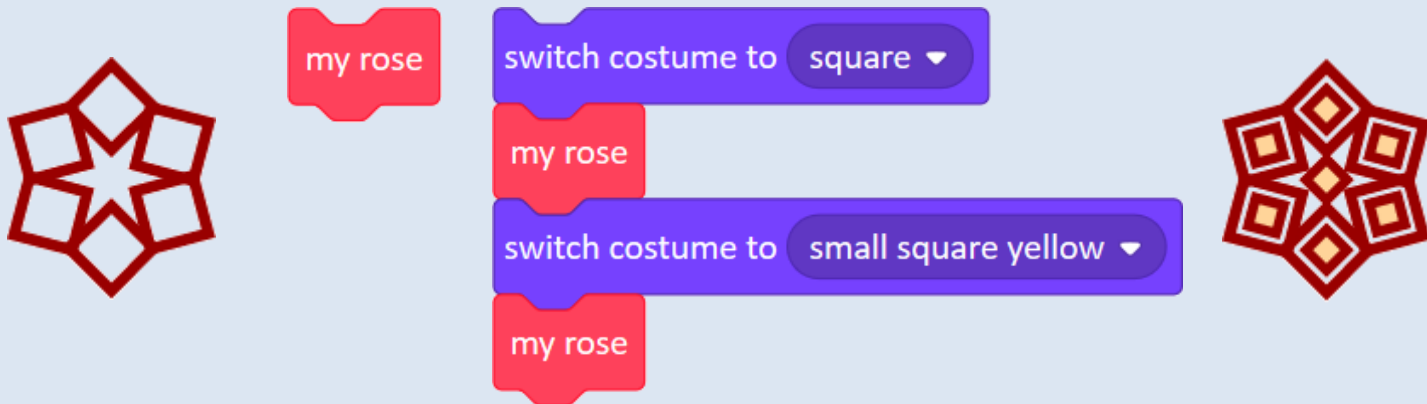 my rose
switch costume to square
my rose
switch costume to small square yellow
my rose